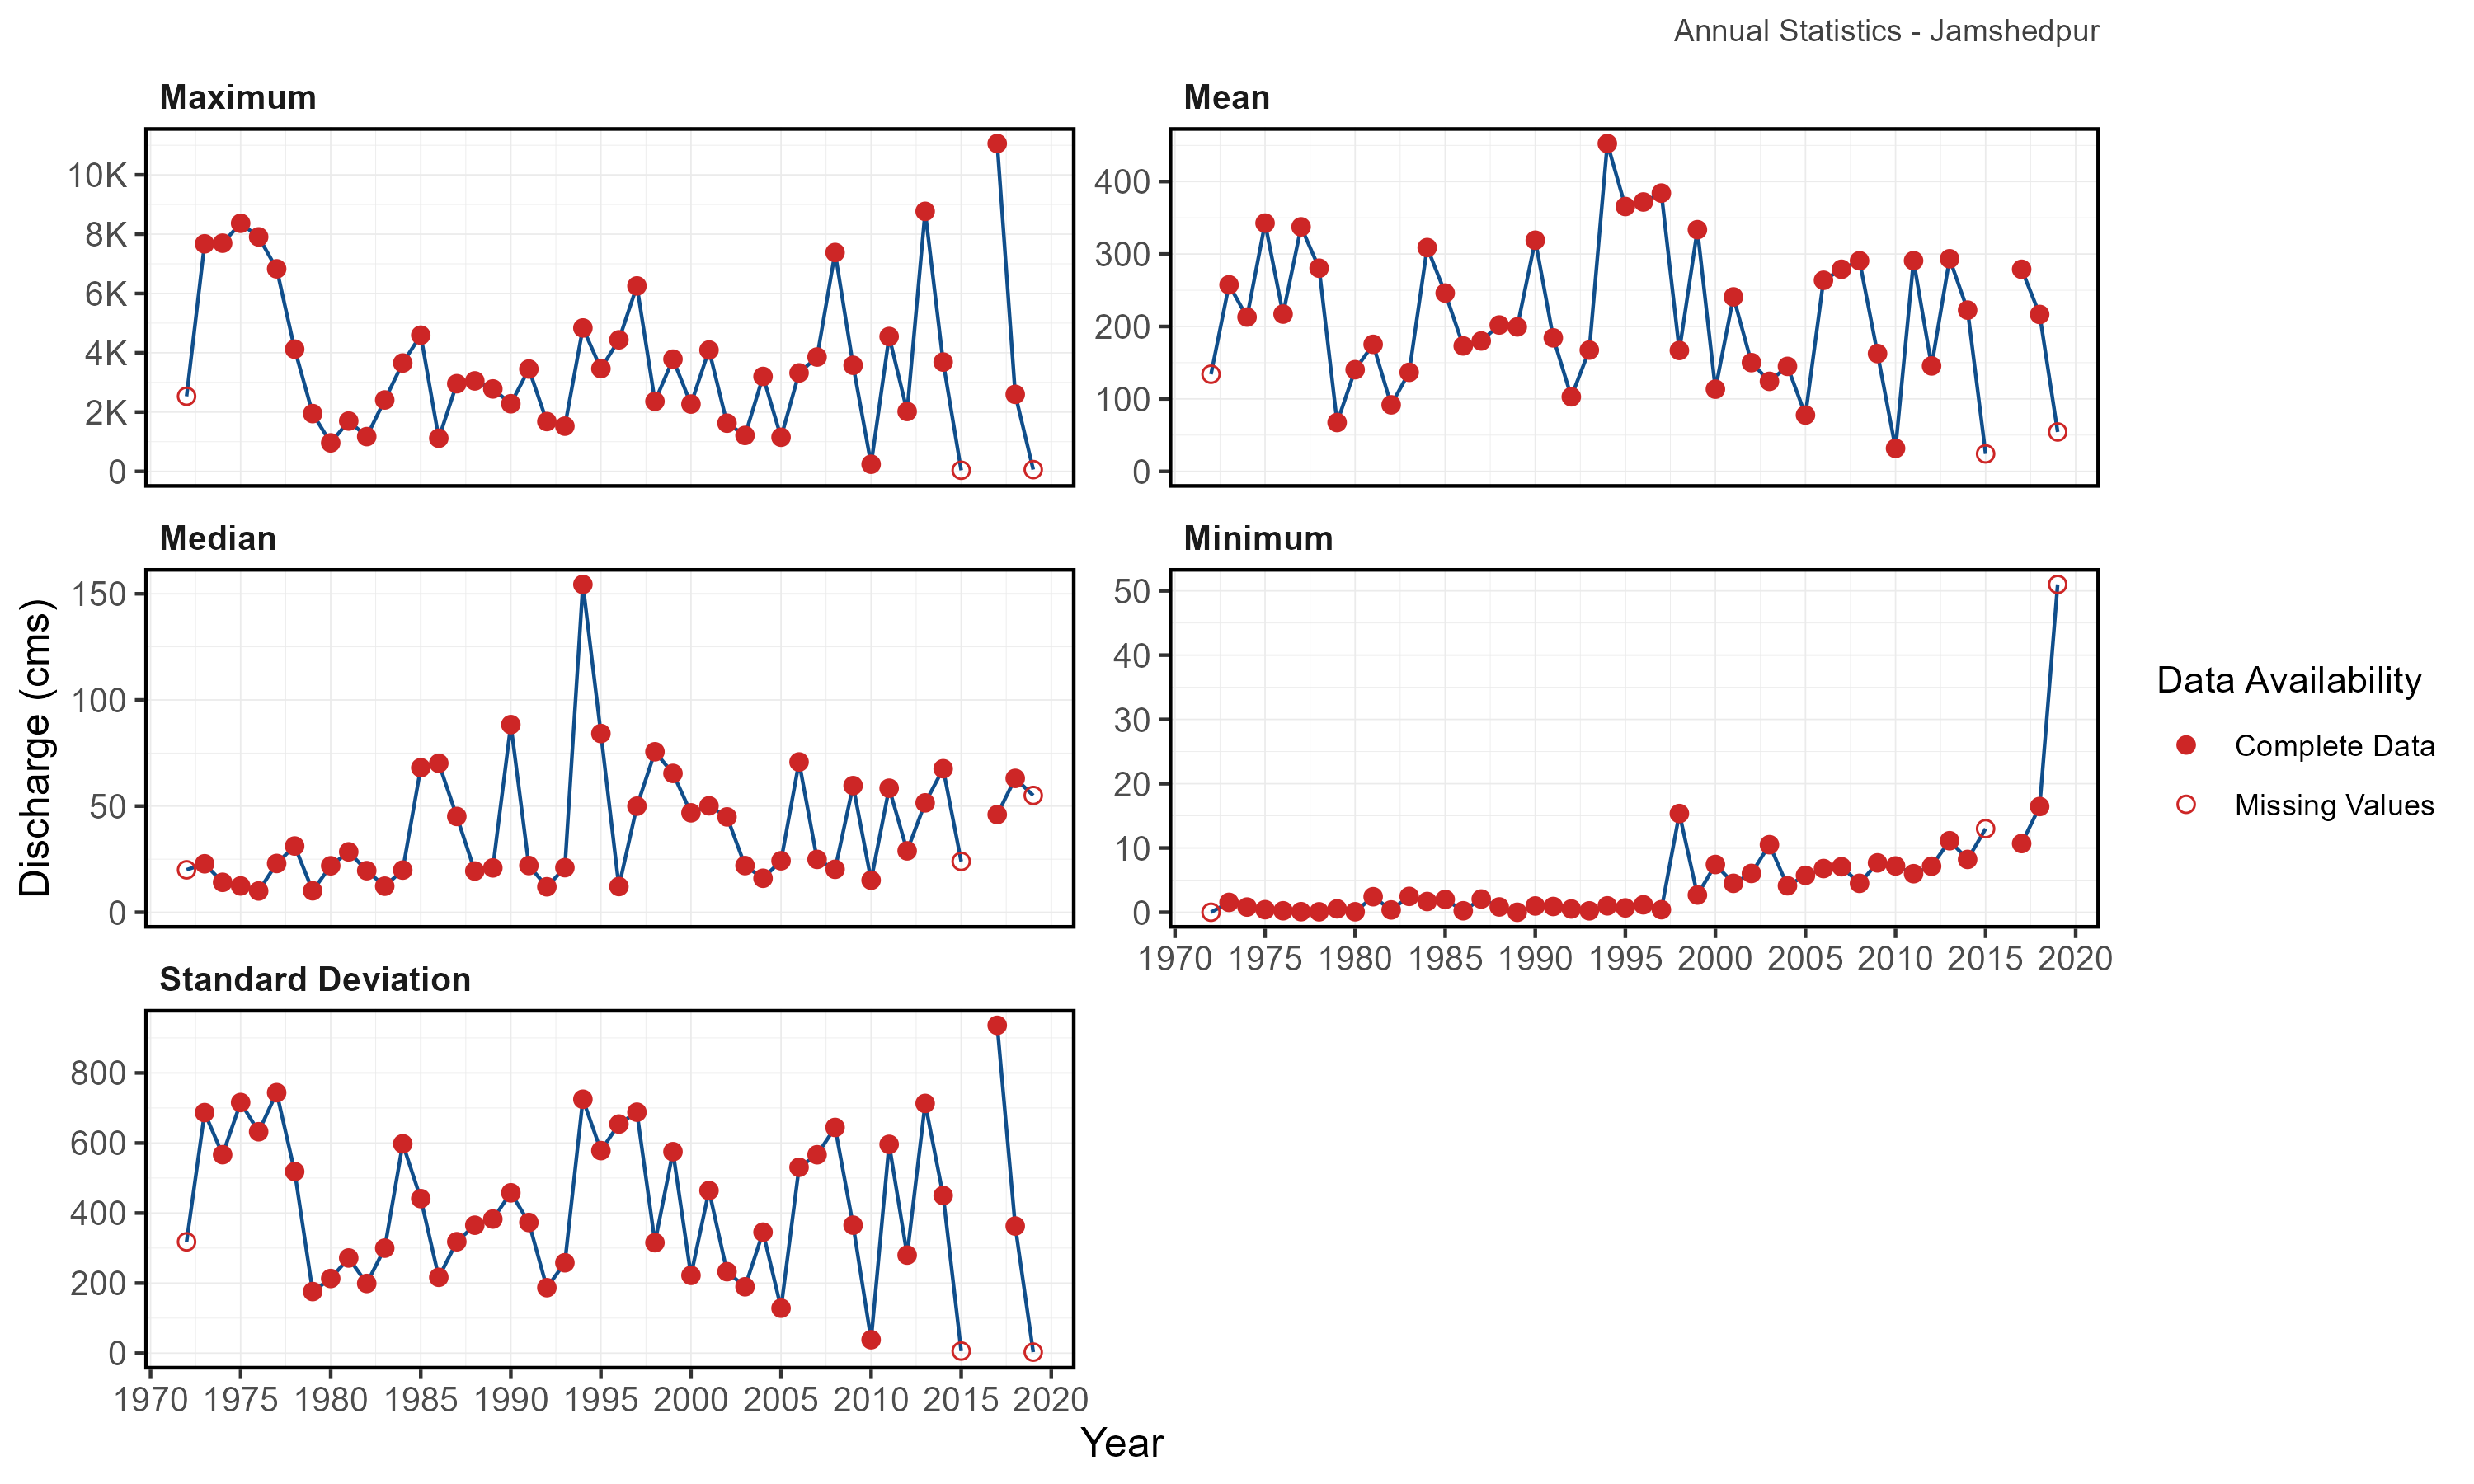 Annual Statistics - Jamshedpur
Maximum
10K
8K
6K
4K
2K
0
Mean
400
300
200
100
0
Median
150
100
50
0
Minimum
50
40
30
20
10
0
1970 1975 1980 1985 1990 1995 2000 2005 2010 2015 2020
Standard Deviation
800
600
400
200
0
1970 1975 1980 1985 1990 1995 2000 2005 2010 2015 2020
Discharge (cms)
Year
Data Availability
Complete Data
Missing Values